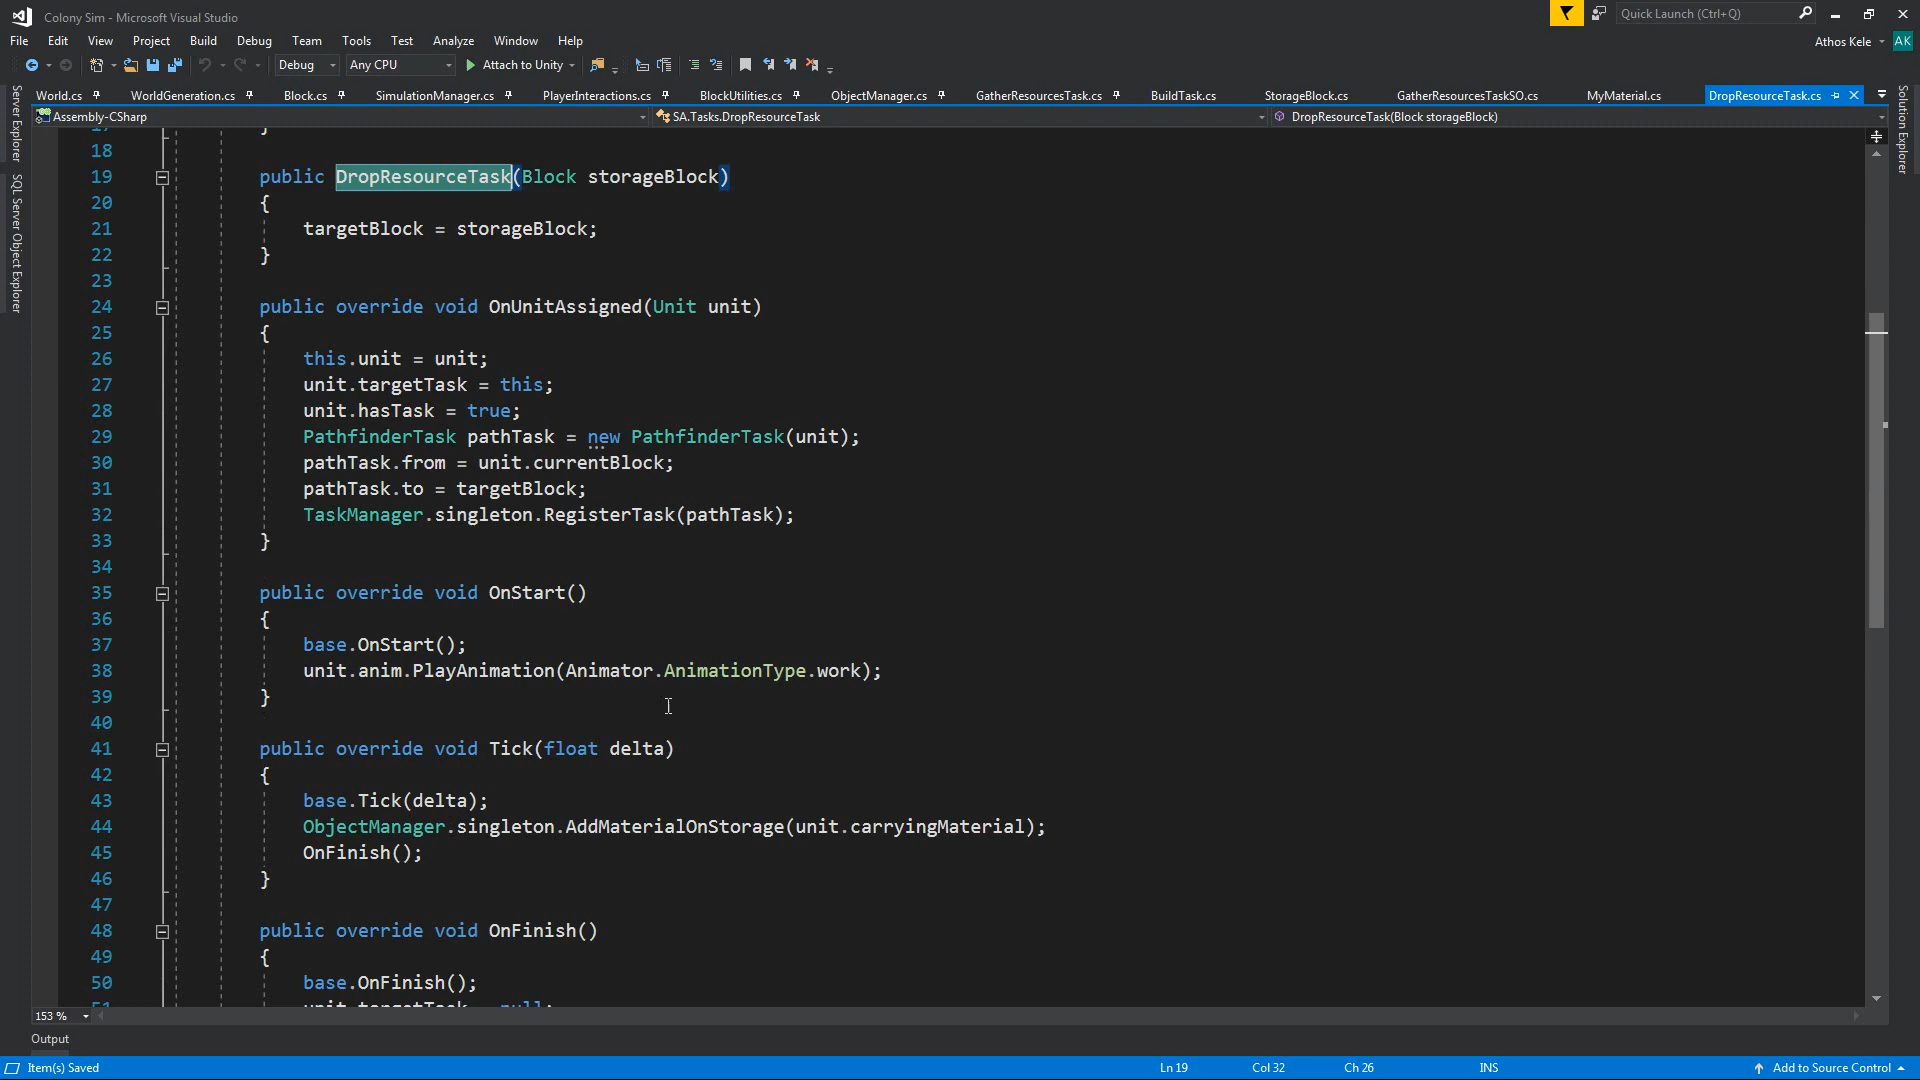 Colony Sim - Microsoft Visual Studio
Quick Launch (Ctrl+Q)
File Edit View Project Build Debug Team Tools Test Analyze Window Help
Athos Kele AK
Debug Any CPU Attach to Unity
World.cs WorldGeneration.cs Block.cs SimulationManager.cs PlayerInteractions.cs BlockUtilities.cs ObjectManager.cs GatherResourcesTask.cs BuildTask.cs StorageBlock.cs GatherResourcesTaskSO.cs MyMaterial.cs DropResourceTask.cs
Assembly-CSharp SA.Tasks.DropResourceTask DropResourceTask(Block storageBlock)
Server Explorer
SQL Server Object Explorer
Solution Explorer
17 }
18
19 public DropResourceTask(Block storageBlock)
20 {
21 targetBlock = storageBlock;
22 }
23
24 public override void OnUnitAssigned(Unit unit)
25 {
26 this.unit = unit;
27 unit.targetTask = this;
28 unit.hasTask = true;
29 PathfinderTask pathTask = new PathfinderTask(unit);
30 pathTask.from = unit.currentBlock;
31 pathTask.to = targetBlock;
32 TaskManager.singleton.RegisterTask(pathTask);
33 }
34
35 public override void OnStart()
36 {
37 base.OnStart();
38 unit.anim.PlayAnimation(Animator.AnimationType.work);
39 }
40
41 public override void Tick(float delta)
42 {
43 base.Tick(delta);
44 ObjectManager.singleton.AddMaterialOnStorage(unit.carryingMaterial);
45 OnFinish();
46 }
47
48 public override void OnFinish()
49 {
50 base.OnFinish();
51 unit.targetTask = null;
153 %
Output
Item(s) Saved Ln 19 Col 32 Ch 26 INS Add to Source Control